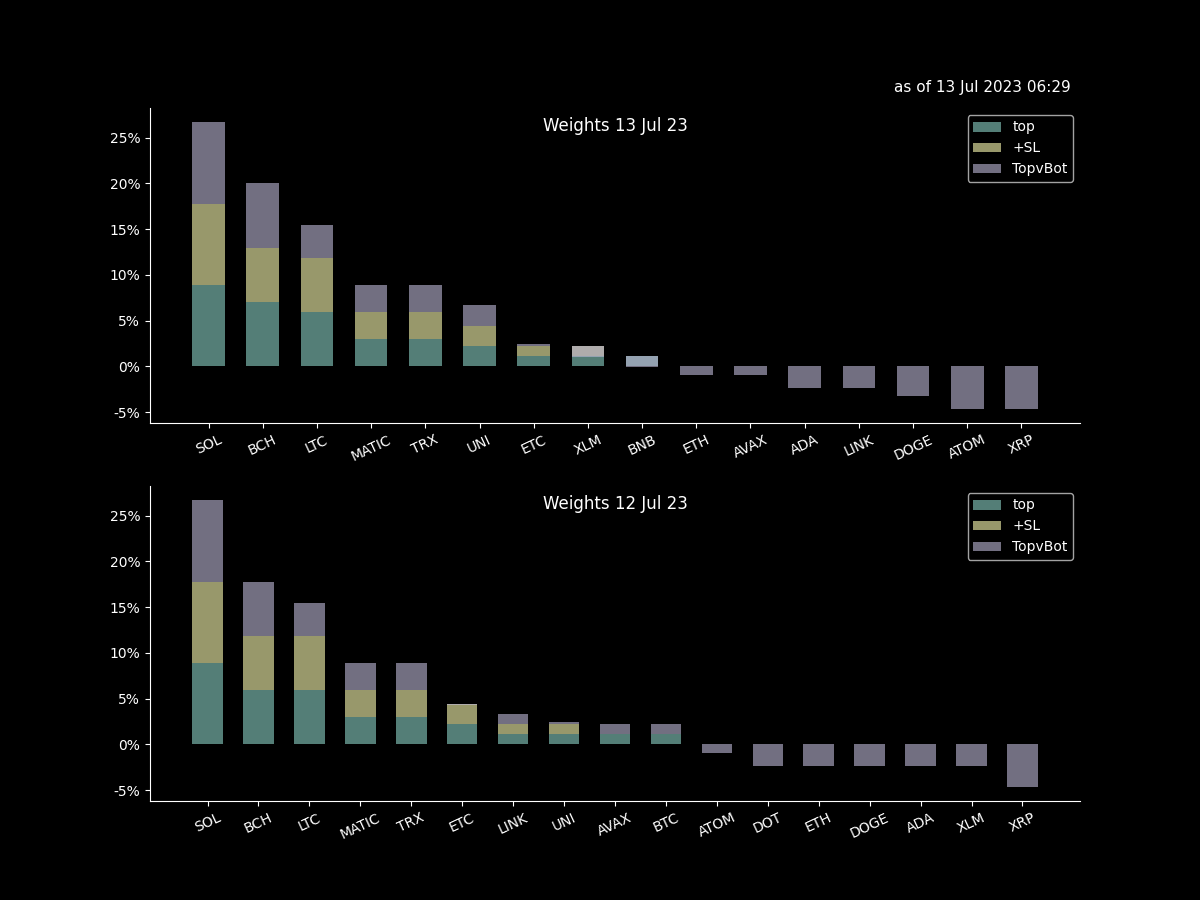 as of 13 Jul 2023 06:29
Weights 13 Jul 23
top
+SL
TopvBot
25%
20%
15%
10%
5%
0%
-5%
SOL BCH LTC MATIC TRX UNI ETC XLM BNB ETH AVAX ADA LINK DOGE ATOM XRP
Weights 12 Jul 23
top
+SL
TopvBot
25%
20%
15%
10%
5%
0%
-5%
SOL BCH LTC MATIC TRX ETC LINK UNI AVAX BTC ATOM DOT ETH DOGE ADA XLM XRP